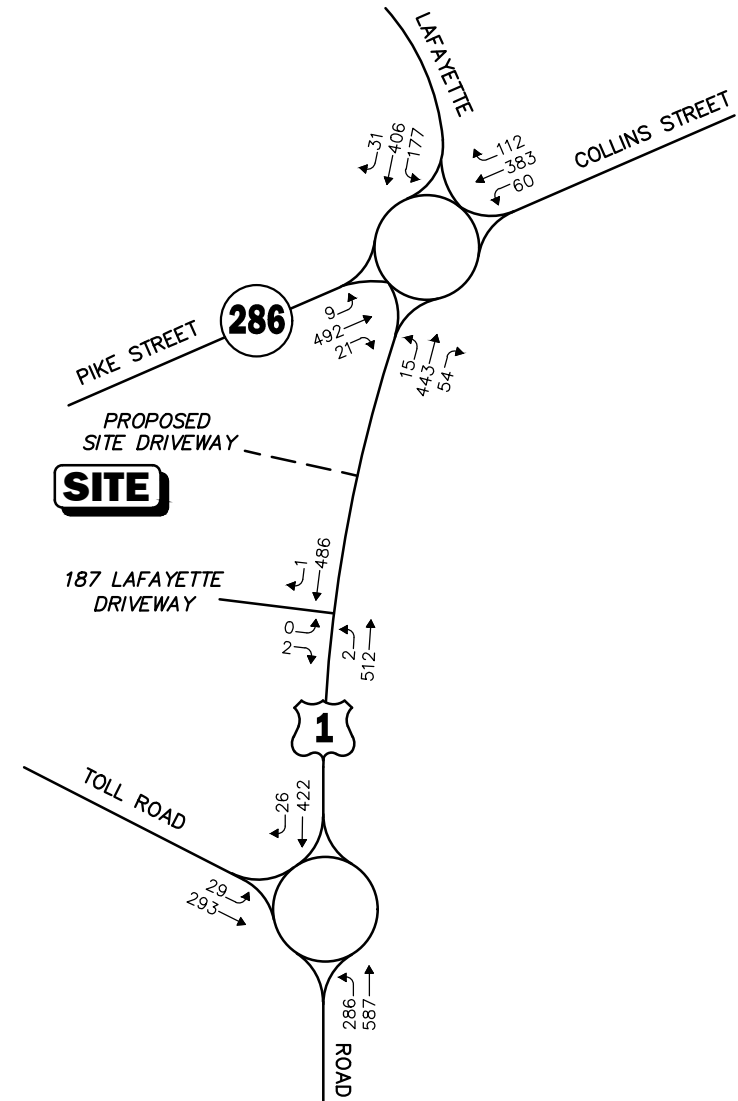 LAFAYETTE
COLLINS STREET
31
406
177
112
383
60
286
PIKE STREET
9
492
21
15
443
54
PROPOSED
SITE DRIVEWAY
SITE
1
486
187 LAFAYETTE
DRIVEWAY
0
2
2
512
1
TOLL ROAD
26
422
29
293
286
587
ROAD